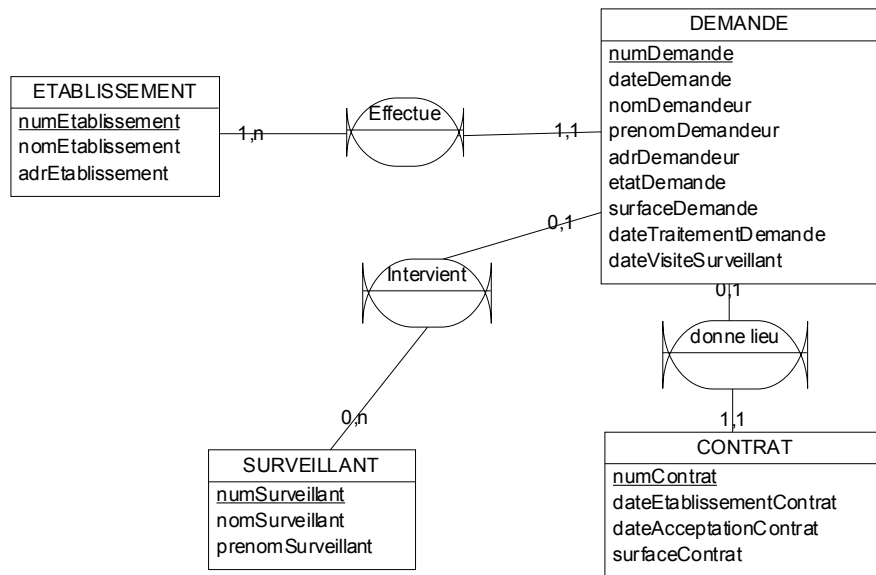 DEMANDE
numDemande
dateDemande
nomDemandeur
prenomDemandeur
adrDemandeur
etatDemande
surfaceDemande
dateTraitementDemande
dateVisiteSurveillant
ETABLISSEMENT
numEtablissement
nomEtablissement
adrEtablissement
1,n
Effectue
1,1
0,1
Intervient
0,n
0,1
donne lieu
1,1
SURVEILLANT
numSurveillant
nomSurveillant
prenomSurveillant
CONTRAT
numContrat
dateEtablissementContrat
dateAcceptationContrat
surfaceContrat